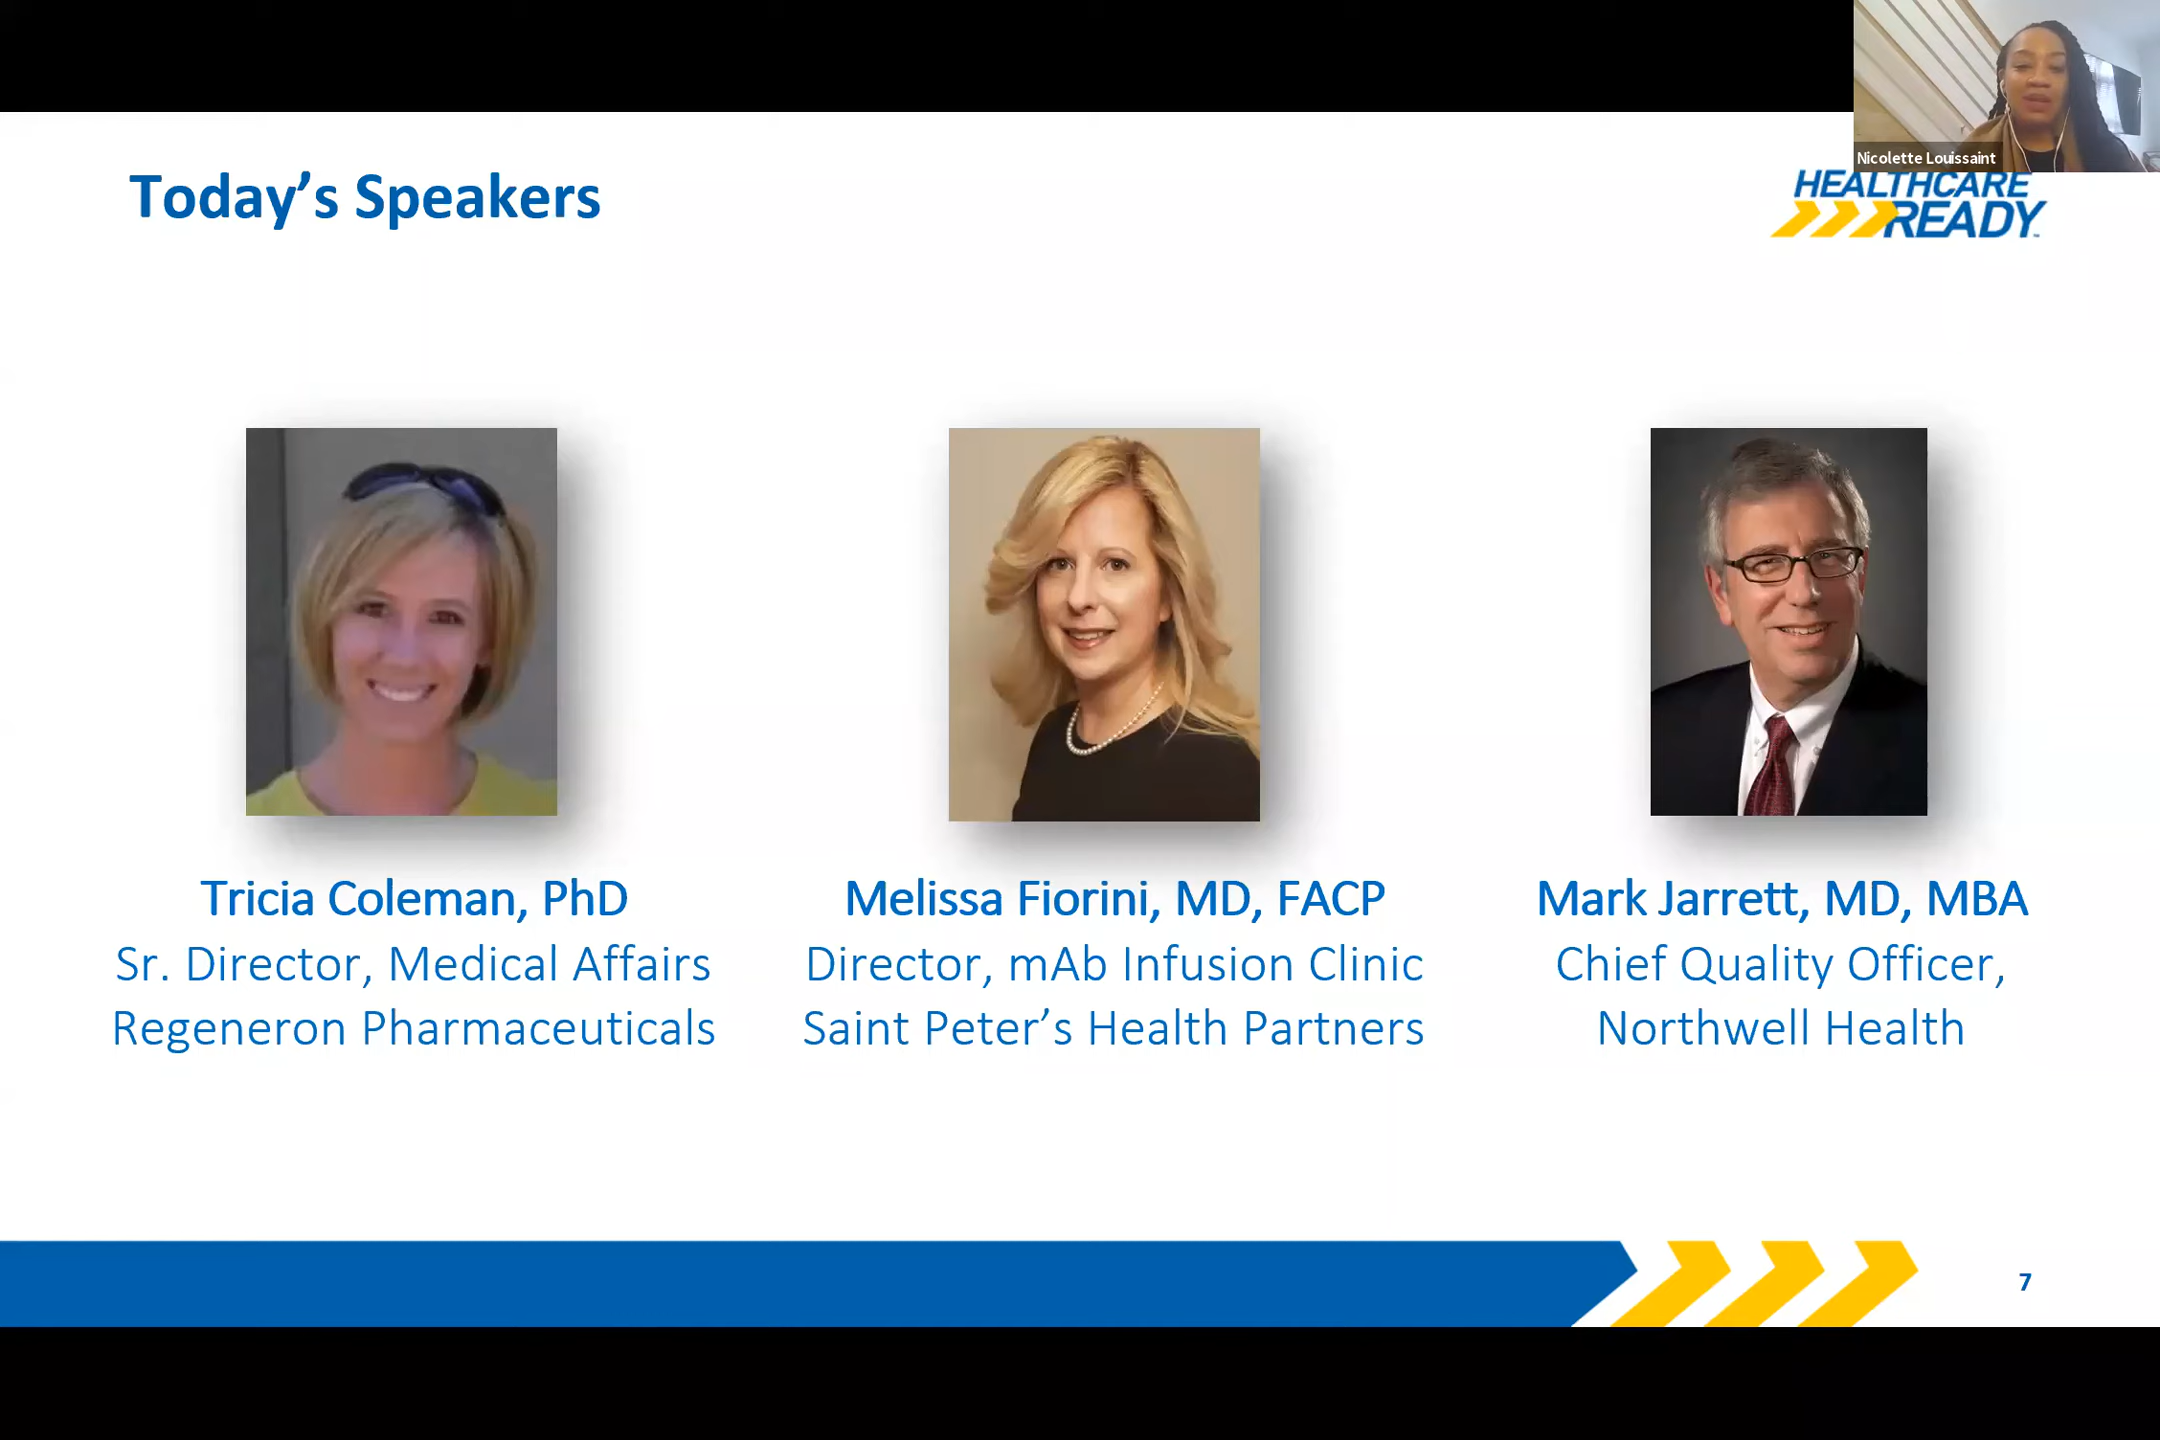 Nicolette Louissaint
Today’s Speakers
HEALTHCARE
READY™
Tricia Coleman, PhD
Sr. Director, Medical Affairs
Regeneron Pharmaceuticals
Melissa Fiorini, MD, FACP
Director, mAb Infusion Clinic
Saint Peter’s Health Partners
Mark Jarrett, MD, MBA
Chief Quality Officer,
Northwell Health
7